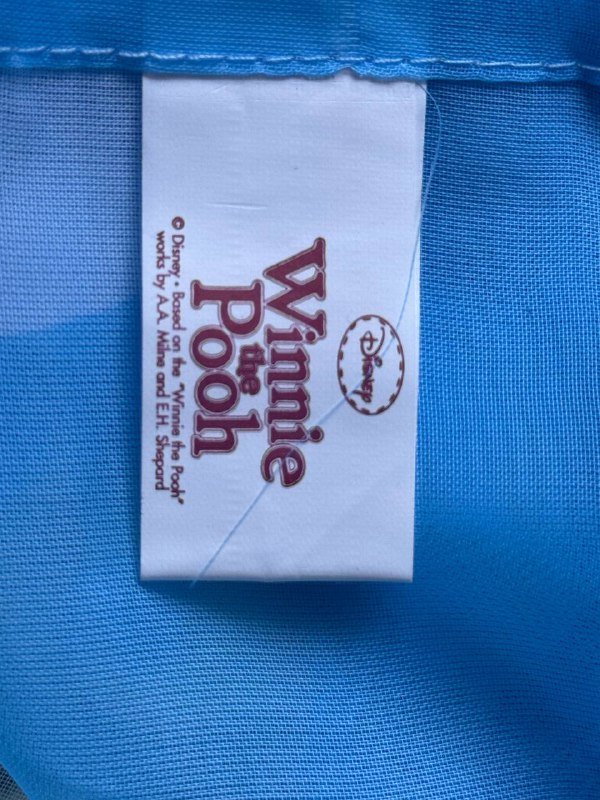 Disney
Winnie
the
Pooh
© Disney • Based on the "Winnie the Pooh"
works by A.A. Milne and E.H. Shepard